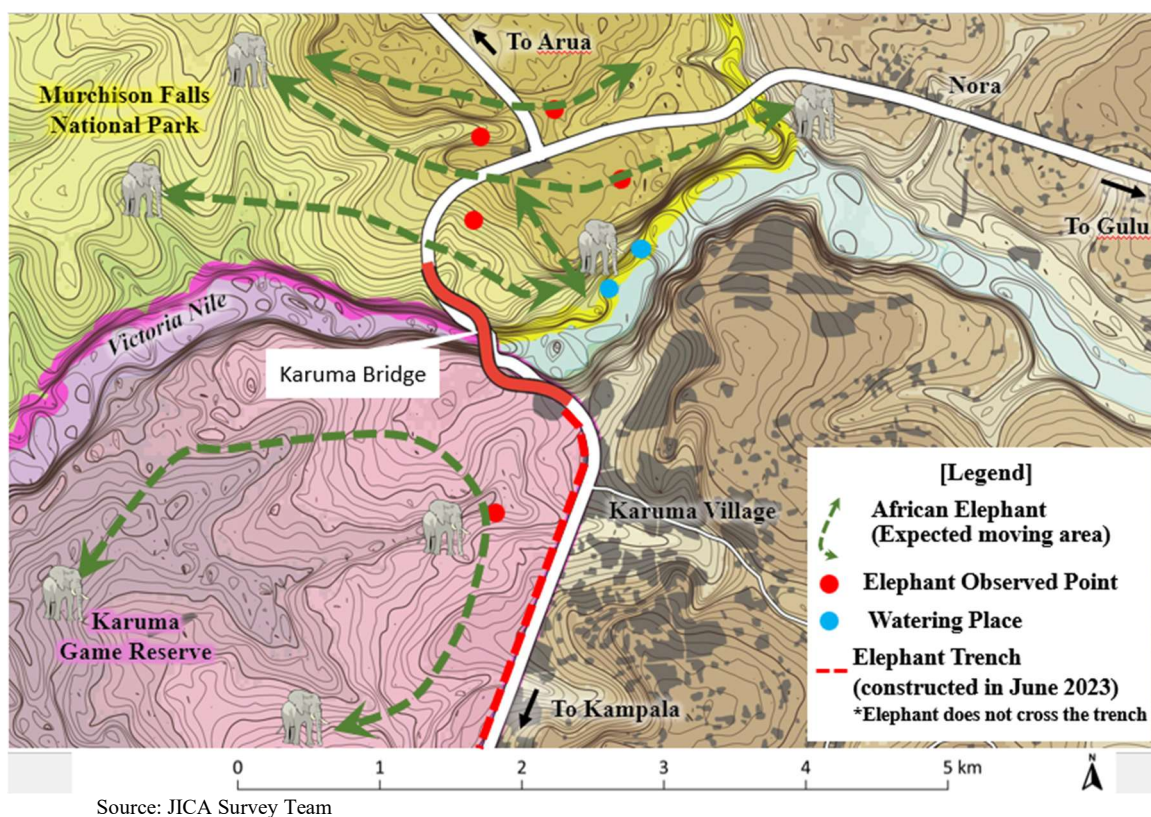 To Arua
Murchison Falls
National Park
Nora
To Gulu
Victoria Nile
Karuma Bridge
Karuma Village
Karuma
Game Reserve
To Kampala
[Legend]
African Elephant
(Expected moving area)
Elephant Observed Point
Watering Place
Elephant Trench
(constructed in June 2023)
*Elephant does not cross the trench
N
0 1 2 3 4 5 km
Source: JICA Survey Team